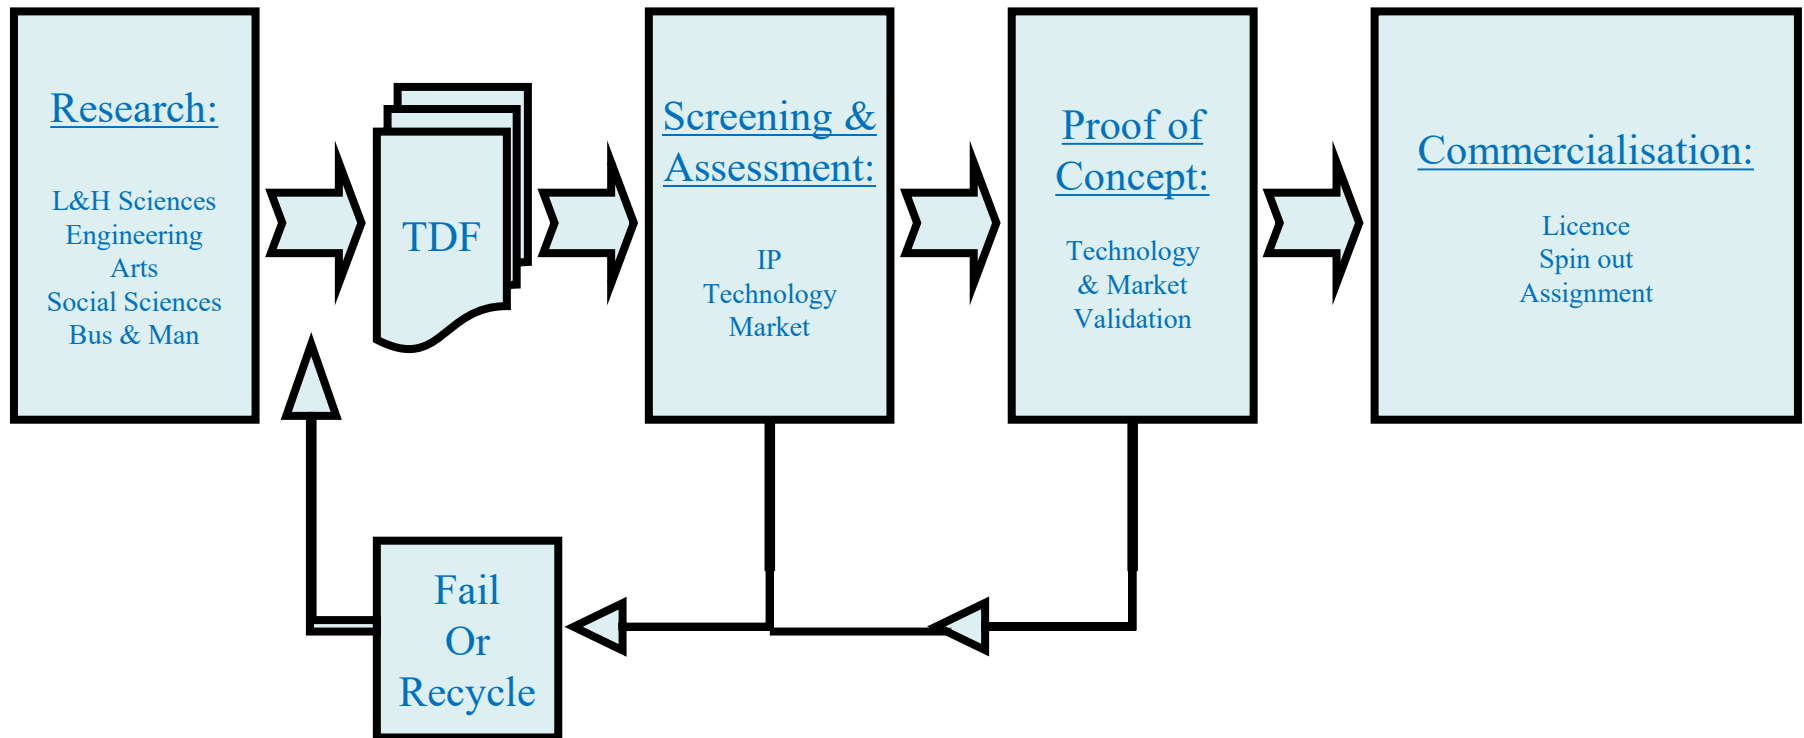 Research:
L&H Sciences
Engineering
Arts
Social Sciences
Bus & Man
TDF
Screening &
Assessment:
IP
Technology
Market
Proof of
Concept:
Technology
& Market
Validation
Commercialisation:
Licence
Spin out
Assignment
Fail
Or
Recycle